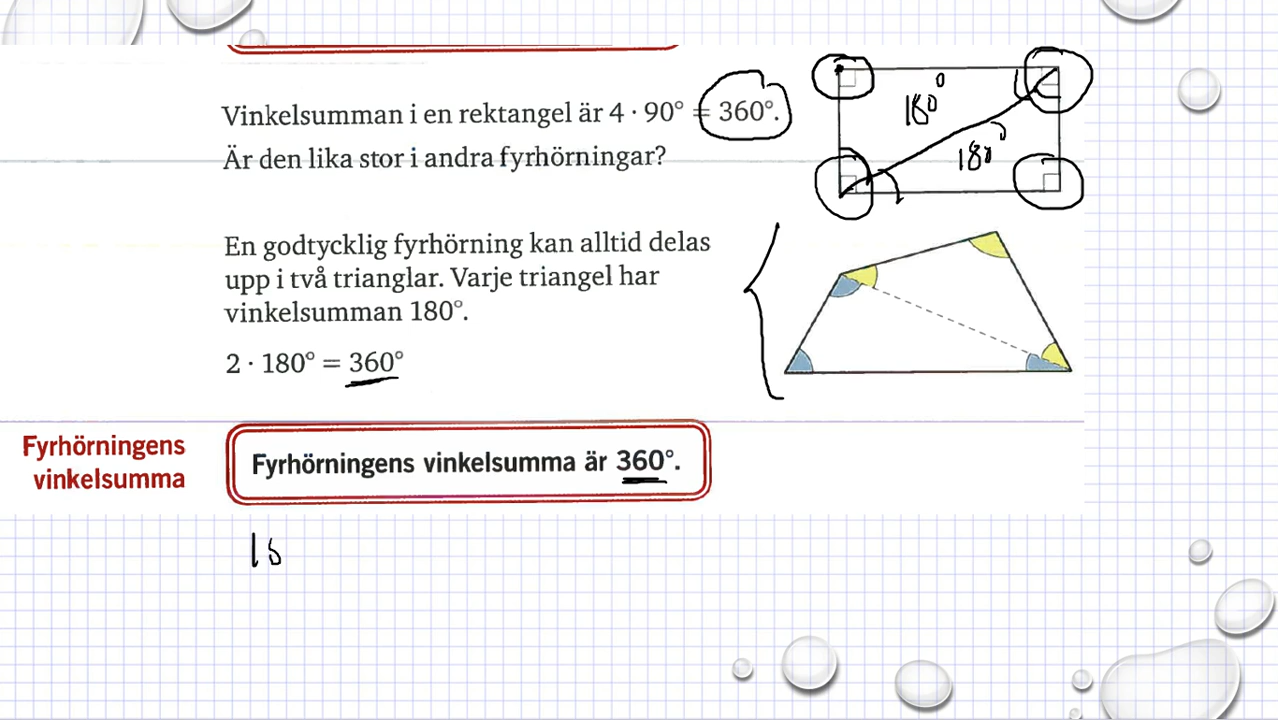 Vinkelsumman i en rektangel är 4 · 90° = 360°.
Är den lika stor i andra fyrhörningar?
180°
180°
En godtycklig fyrhörning kan alltid delas
upp i två trianglar. Varje triangel har
vinkelsumman 180°.
2 · 180° = 360°
Fyrhörningens
vinkelsumma
Fyrhörningens vinkelsumma är 360°.